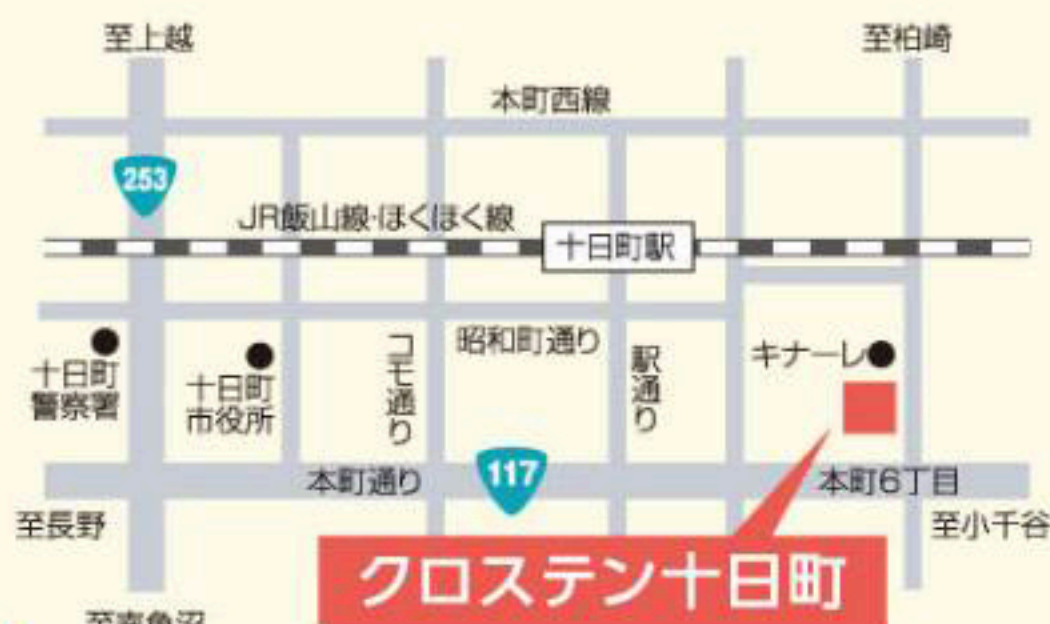 至上越
至柏崎
本町西線
253
JR飯山線・ほくほく線
十日町駅
昭和町通り
コモ通り
駅通り
キナーレ
十日町
警察署
十日町
市役所
117
本町通り
本町6丁目
至長野
至小千谷
クロステン十日町
至南魚沼